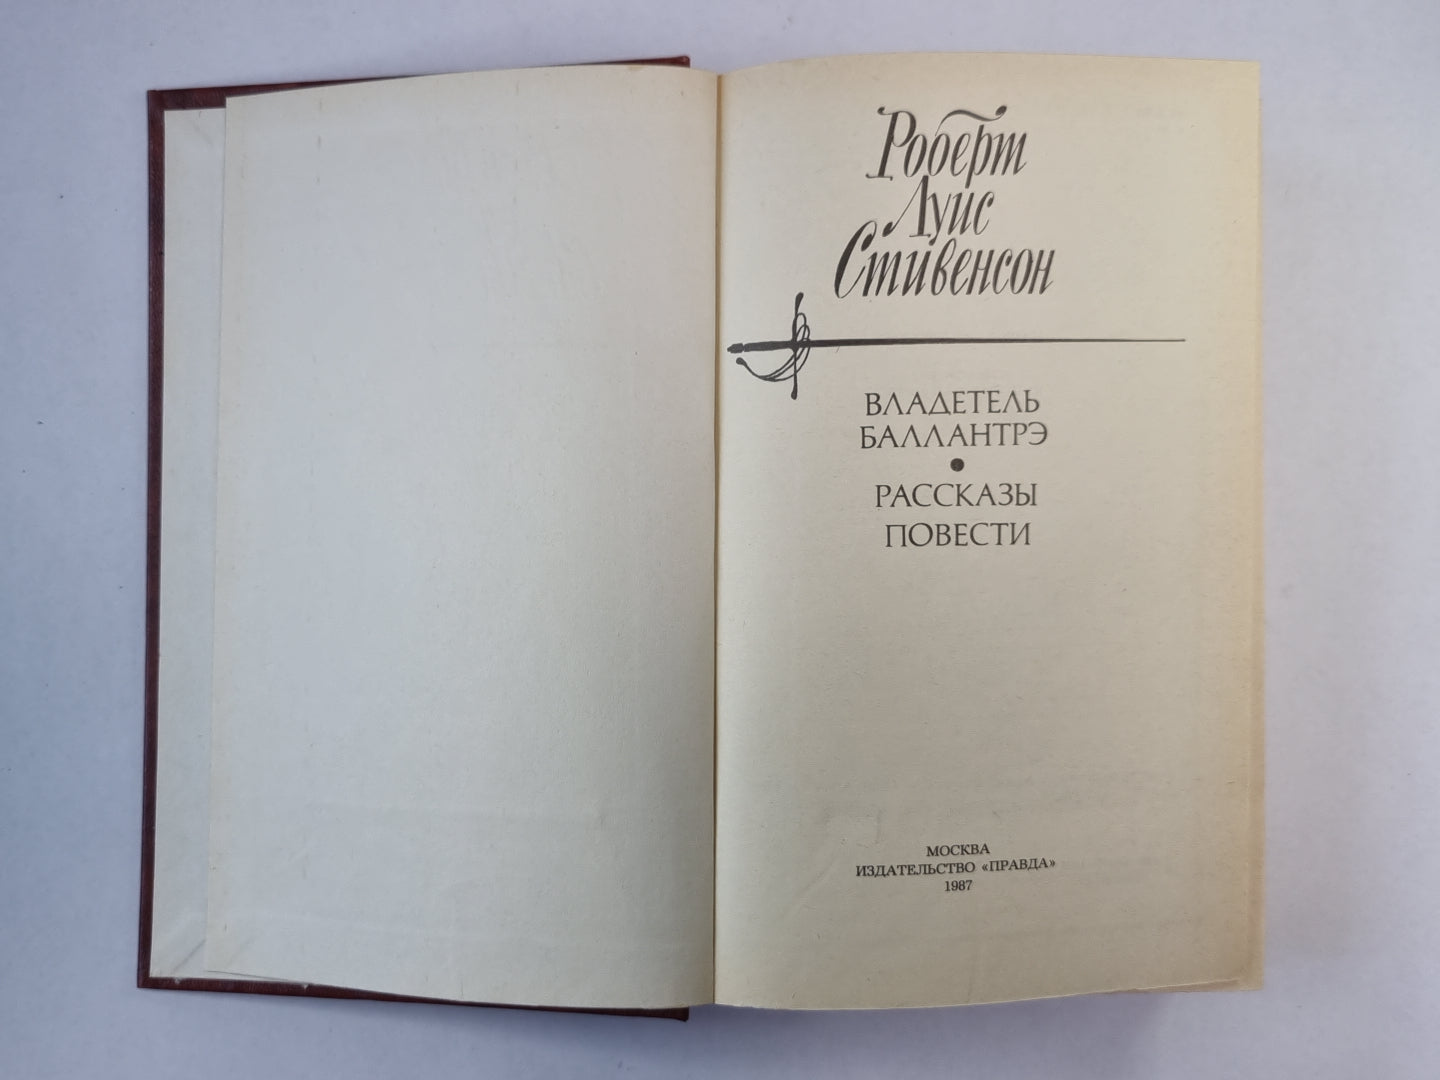 Роберт
Луис
Стивенсон
ВЛАДЕТЕЛЬ
БАЛЛАНТРЭ
●
РАССКАЗЫ
ПОВЕСТИ
МОСКВА
ИЗДАТЕЛЬСТВО «ПРАВДА»
1987